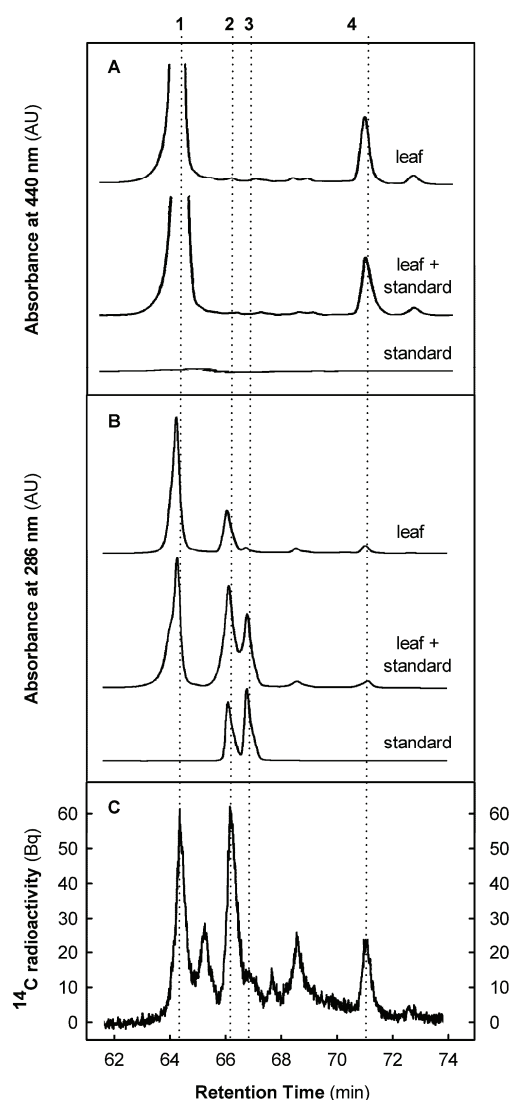 1 2 3 4
A
Absorbance at 440 nm (AU)
leaf
leaf +
standard
standard
B
Absorbance at 286 nm (AU)
leaf
leaf +
standard
standard
C
14C radioactivity (Bq)
60 60
50 50
40 40
30 30
20 20
10 10
0 0
62 64 66 68 70 72 74
Retention Time (min)